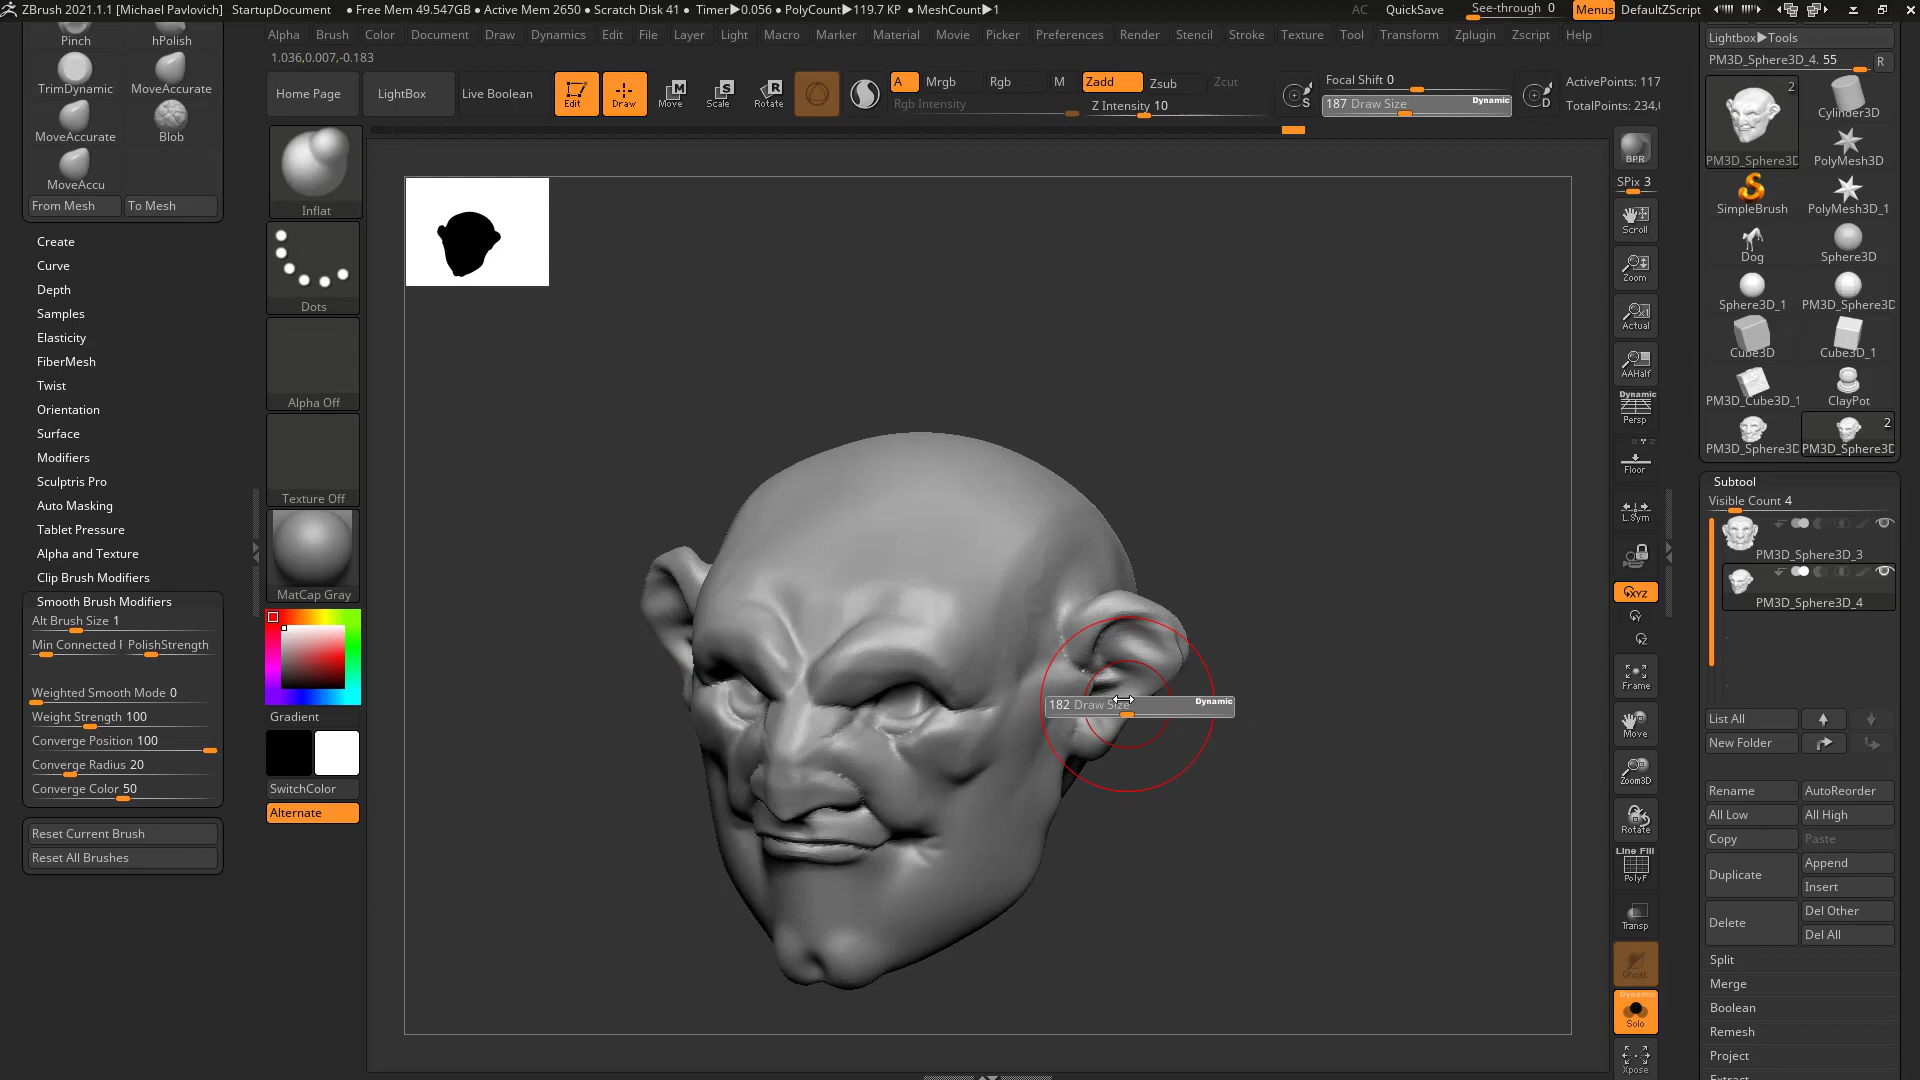 ZBrush 2021.1.1 [Michael Pavlovich] StartupDocument • Free Mem 49.547GB • Active Mem 2650 • Scratch Disk 41 • Timer▶0.056 • PolyCount▶119.7 KP • MeshCount▶1
AC QuickSave See-through 0 Menus DefaultZScript
Alpha Brush Color Document Draw Dynamics Edit File Layer Light Macro Marker Material Movie Picker Preferences Render Stencil Stroke Texture Tool Transform Zplugin Zscript Help
1.036,0.007,-0.183
Home Page LightBox Live Boolean
Edit Draw Move Scale Rotate
A Mrgb Rgb M Zadd Zsub Zcut
Rgb Intensity Z Intensity 10
Focal Shift 0
187 Draw Size Dynamic
S D
ActivePoints: 117
TotalPoints: 234,
Pinch hPolish
TrimDynamic MoveAccurate
MoveAccurate Blob
MoveAccu
From Mesh To Mesh
Create
Curve
Depth
Samples
Elasticity
FiberMesh
Twist
Orientation
Surface
Modifiers
Sculptris Pro
Auto Masking
Tablet Pressure
Alpha and Texture
Clip Brush Modifiers
Smooth Brush Modifiers
Alt Brush Size 1
Min Connected PolishStrength
Weighted Smooth Mode 0
Weight Strength 100
Converge Position 100
Converge Radius 20
Converge Color 50
Reset Current Brush
Reset All Brushes
Inflat
Dots
Alpha Off
Texture Off
MatCap Gray
Gradient
SwitchColor
Alternate
182 Draw Size Dynamic
BPR
SPix 3
Scroll
Zoom
Actual
AAHalf
Dynamic
Persp
Floor
L.Sym
XYZ
Frame
Move
Zoom3D
Rotate
Line Fill
PolyF
Transp
Ghost
Dynamic
Solo
Xpose
Lightbox▶Tools
PM3D_Sphere3D_4. 55 R
2
PM3D_Sphere3D Cylinder3D
PolyMesh3D
SimpleBrush PolyMesh3D_1
Dog Sphere3D
Sphere3D_1 PM3D_Sphere3D
Cube3D Cube3D_1
PM3D_Cube3D_1 ClayPot
2
PM3D_Sphere3D PM3D_Sphere3D
Subtool
Visible Count 4
PM3D_Sphere3D_3
PM3D_Sphere3D_4
List All
New Folder
Rename AutoReorder
All Low All High
Copy Paste
Duplicate Append
Insert
Delete Del Other
Del All
Split
Merge
Boolean
Remesh
Project
Extract